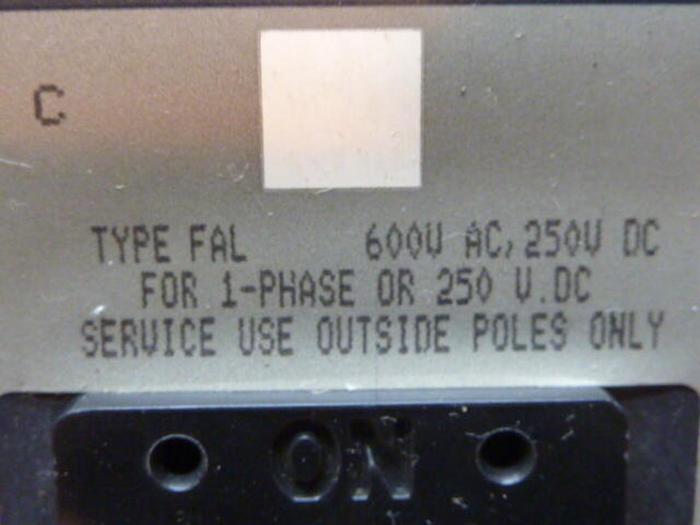 C
TYPE FAL 600V AC, 250V DC
FOR 1-PHASE OR 250 V.DC
SERVICE USE OUTSIDE POLES ONLY
ON